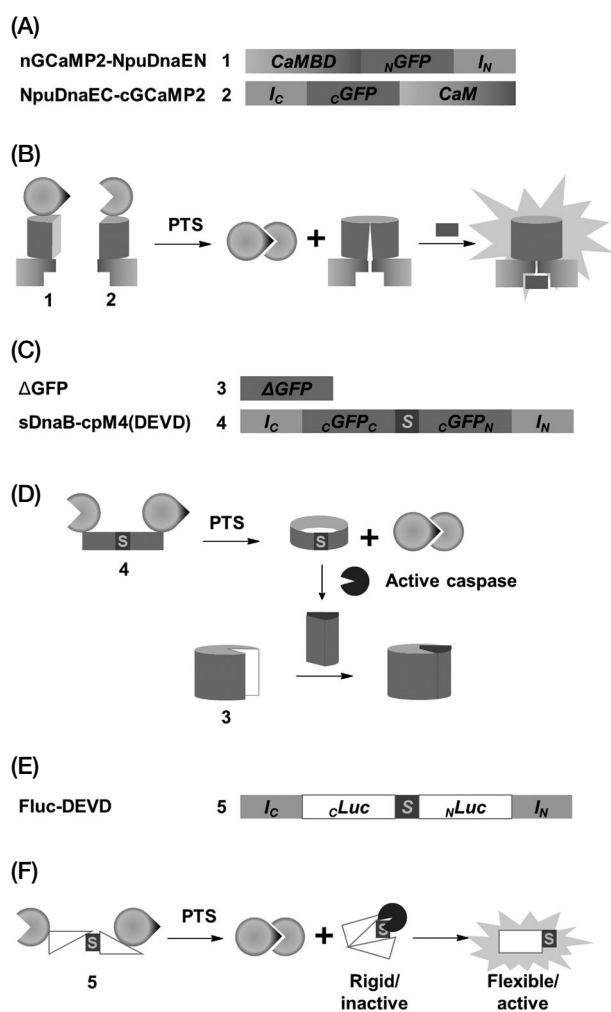 (A)
nGCaMP2-NpuDnaEN 1 CaMBD NGFP IN
NpuDnaEC-cGCaMP2 2 IC CGFP CaM
(B)
PTS
+
1 2
(C)
ΔGFP 3 ΔGFP
sDnaB-cpM4(DEVD) 4 IC CGFPC S CGFPN IN
(D)
PTS
S S +
4
Active caspase
3
(E)
Fluc-DEVD 5 IC CLuc S NLuc IN
(F)
PTS
S + S S
5
Rigid/ Flexible/
inactive active